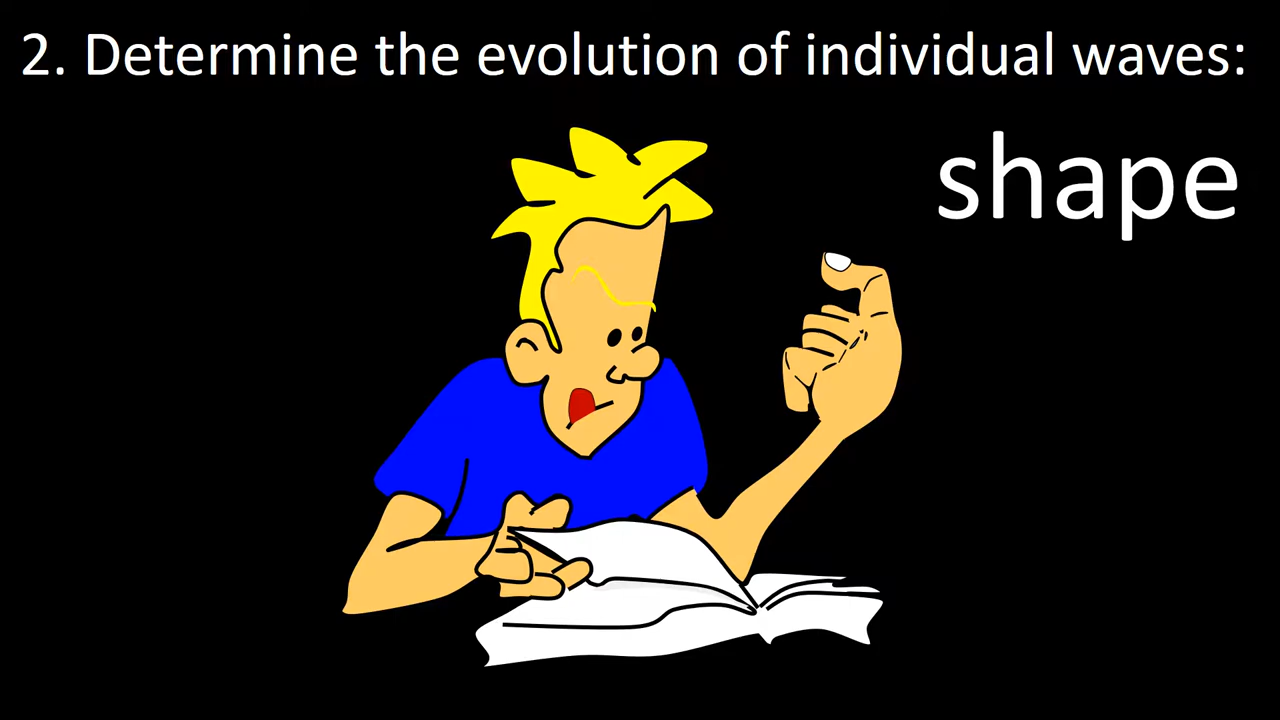 2. Determine the evolution of individual waves:
shape